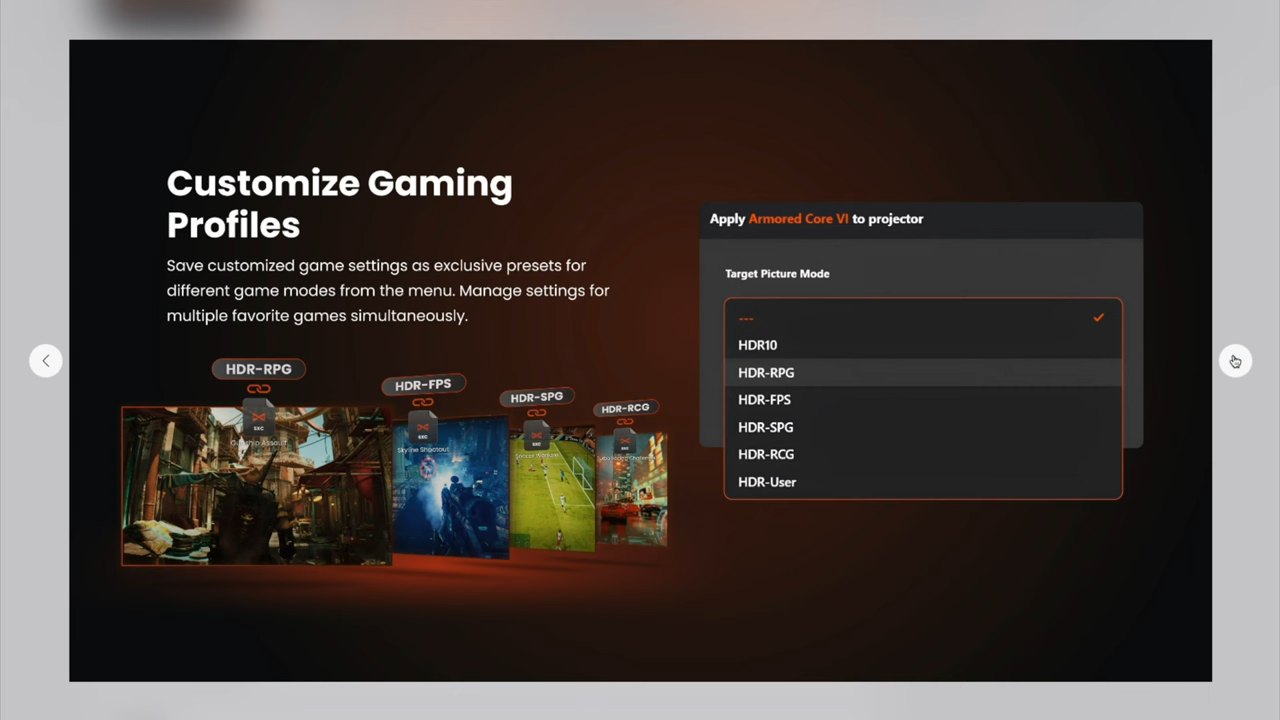 Customize Gaming
Profiles
Save customized game settings as exclusive presets for
different game modes from the menu. Manage settings for
multiple favorite games simultaneously.
HDR-RPG
HDR-FPS
HDR-SPG
HDR-RCG
Skyline Shootout
Apply Armored Core VI to projector
Target Picture Mode
---
HDR10
HDR-RPG
HDR-FPS
HDR-SPG
HDR-RCG
HDR-User